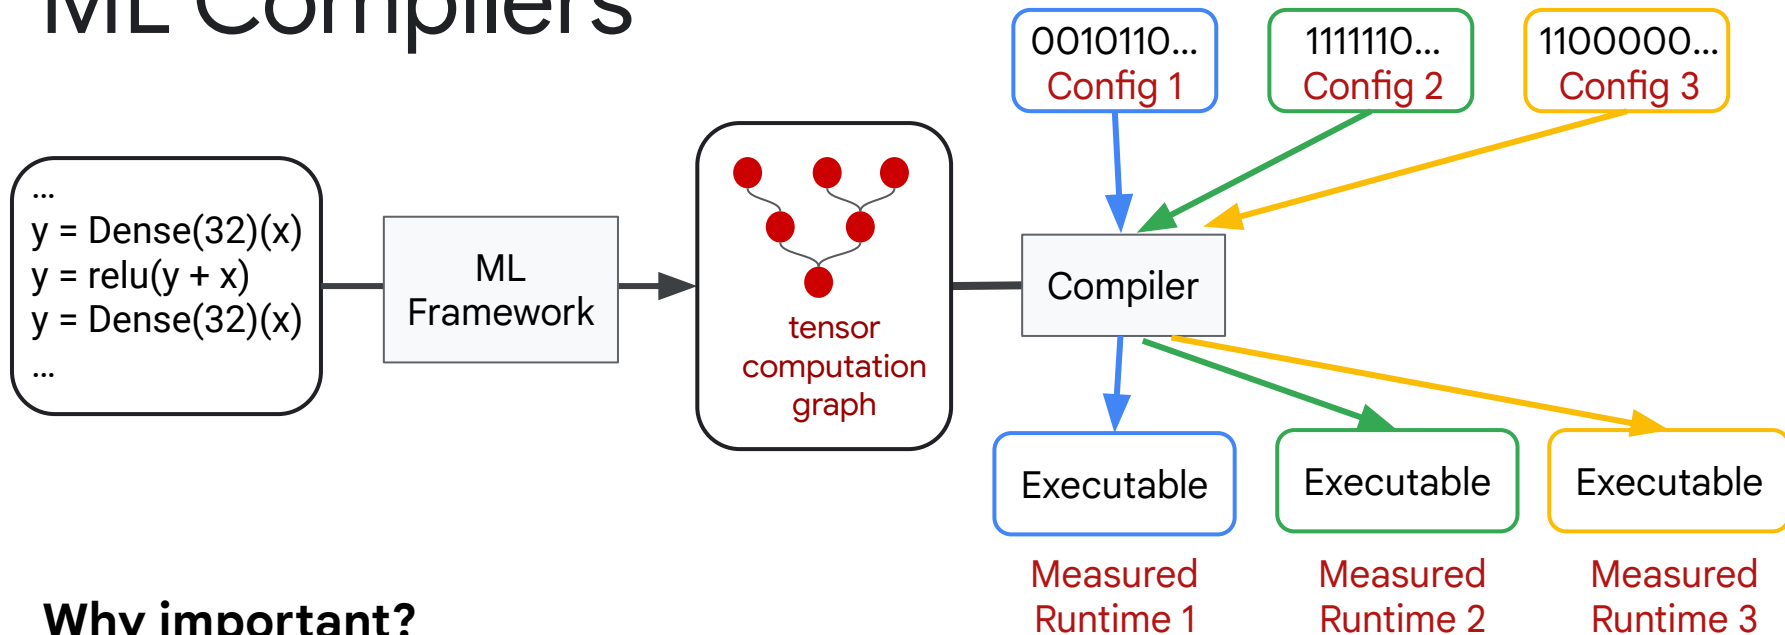 ML Compilers
0010110...
Config 1
1111110...
Config 2
1100000...
Config 3
...
y = Dense(32)(x)
y = relu(y + x)
y = Dense(32)(x)
...
ML
Framework
tensor
computation
graph
Compiler
Executable
Executable
Executable
Measured
Runtime 1
Measured
Runtime 2
Measured
Runtime 3
Why important?